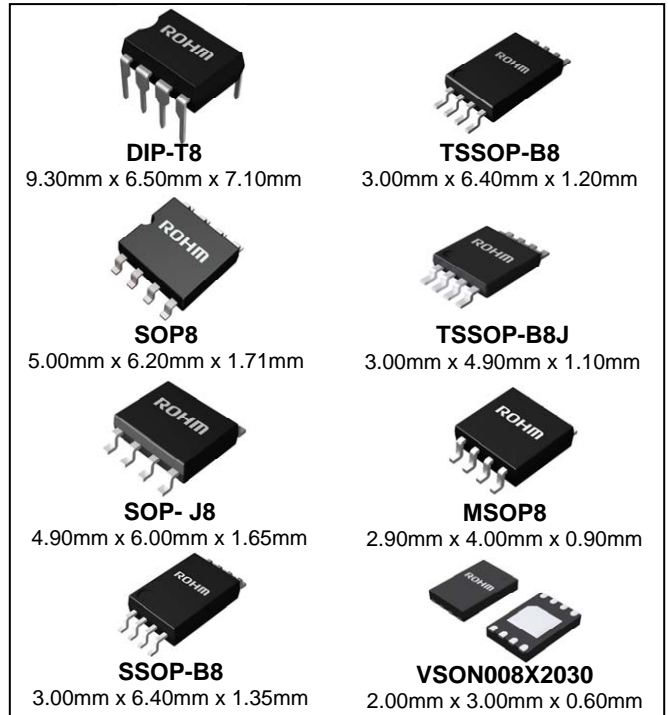 ROHM
DIP-T8
9.30mm x 6.50mm x 7.10mm
ROHM
TSSOP-B8
3.00mm x 6.40mm x 1.20mm
ROHM
SOP8
5.00mm x 6.20mm x 1.71mm
ROHM
TSSOP-B8J
3.00mm x 4.90mm x 1.10mm
ROHM
SOP- J8
4.90mm x 6.00mm x 1.65mm
ROHM
MSOP8
2.90mm x 4.00mm x 0.90mm
ROHM
SSOP-B8
3.00mm x 6.40mm x 1.35mm
ROHM
VSON008X2030
2.00mm x 3.00mm x 0.60mm